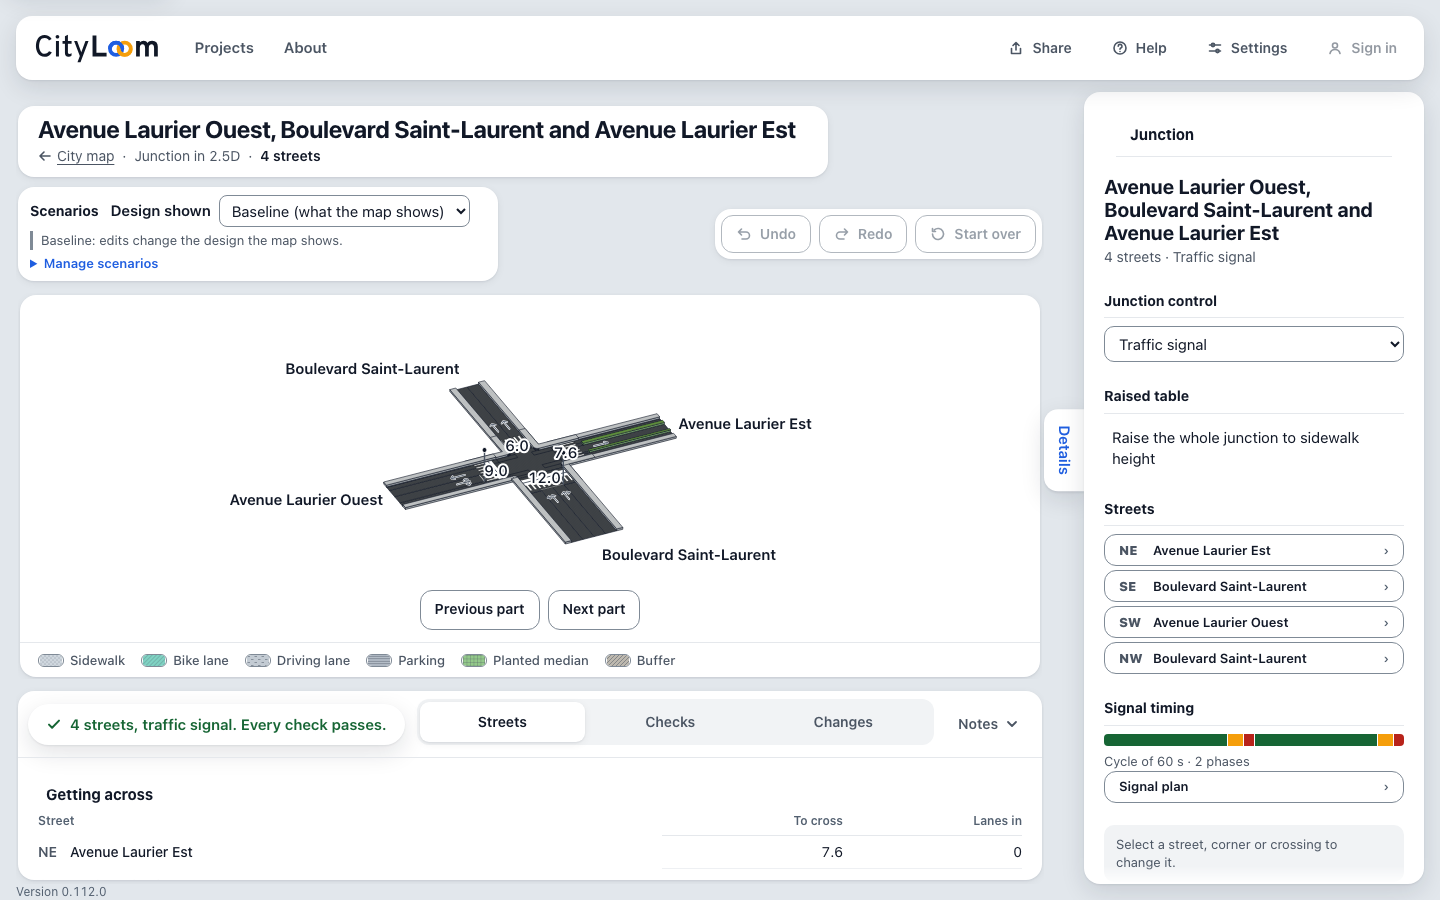 CityLoom
Projects
About
Share
Help
Settings
Sign in
Avenue Laurier Ouest, Boulevard Saint-Laurent and Avenue Laurier Est
← City map · Junction in 2.5D · 4 streets
Scenarios Design shown Baseline (what the map shows)
Baseline: edits change the design the map shows.
Manage scenarios
Undo
Redo
Start over
Boulevard Saint-Laurent
Avenue Laurier Est
6.0
7.6
9.0
12.0
Avenue Laurier Ouest
Boulevard Saint-Laurent
Previous part
Next part
Sidewalk
Bike lane
Driving lane
Parking
Planted median
Buffer
4 streets, traffic signal. Every check passes.
Streets
Checks
Changes
Notes
Getting across
Street To cross Lanes in
NE Avenue Laurier Est 7.6 0
Version 0.112.0
Details
Junction
Avenue Laurier Ouest,
Boulevard Saint-Laurent and
Avenue Laurier Est
4 streets · Traffic signal
Junction control
Traffic signal
Raised table
Raise the whole junction to sidewalk
height
Streets
NE Avenue Laurier Est ›
SE Boulevard Saint-Laurent ›
SW Avenue Laurier Ouest ›
NW Boulevard Saint-Laurent ›
Signal timing
Cycle of 60 s · 2 phases
Signal plan ›
Select a street, corner or crossing to
change it.